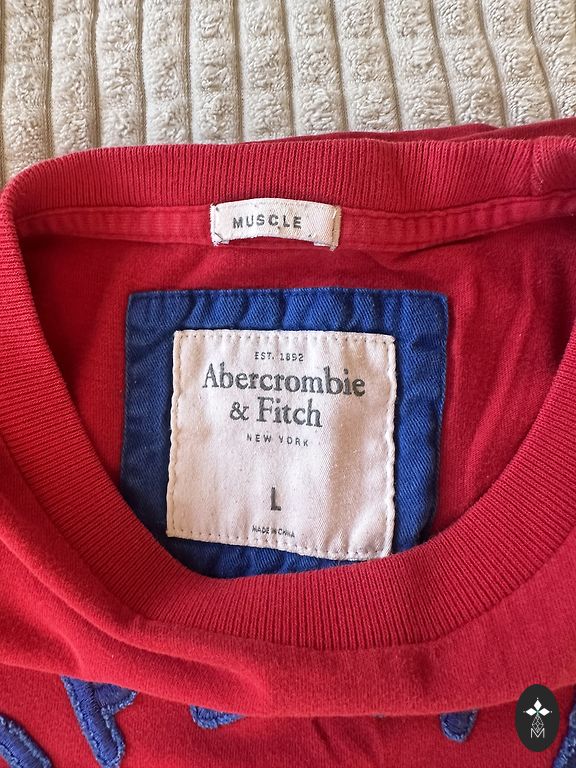 MUSCLE
EST. 1892
Abercrombie
& Fitch
NEW YORK
L
MADE IN CHINA